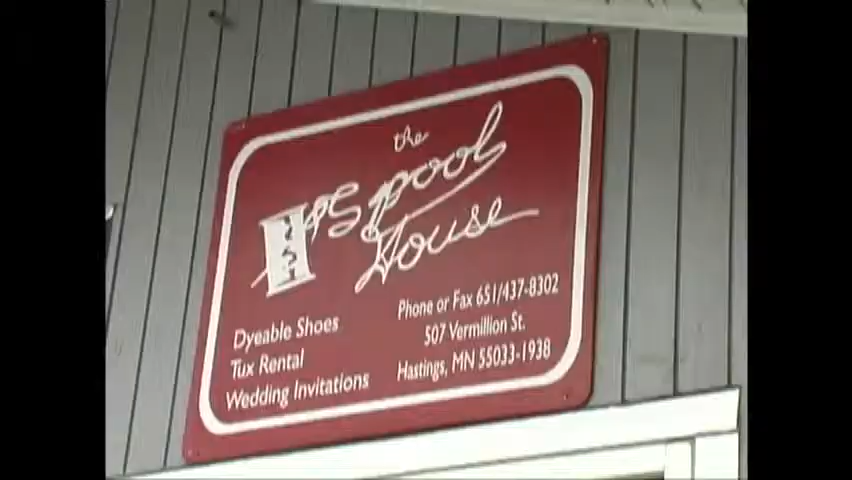 the
Spool
House
Dyeable Shoes
Tux Rental
Wedding Invitations
Phone or Fax 651/437-8302
507 Vermillion St.
Hastings, MN 55033-1938